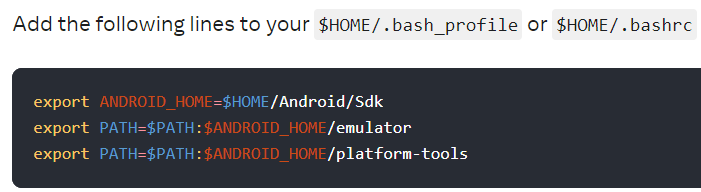 Add the following lines to your $HOME/.bash_profile or $HOME/.bashrc
export ANDROID_HOME=$HOME/Android/Sdk
export PATH=$PATH:$ANDROID_HOME/emulator
export PATH=$PATH:$ANDROID_HOME/platform-tools